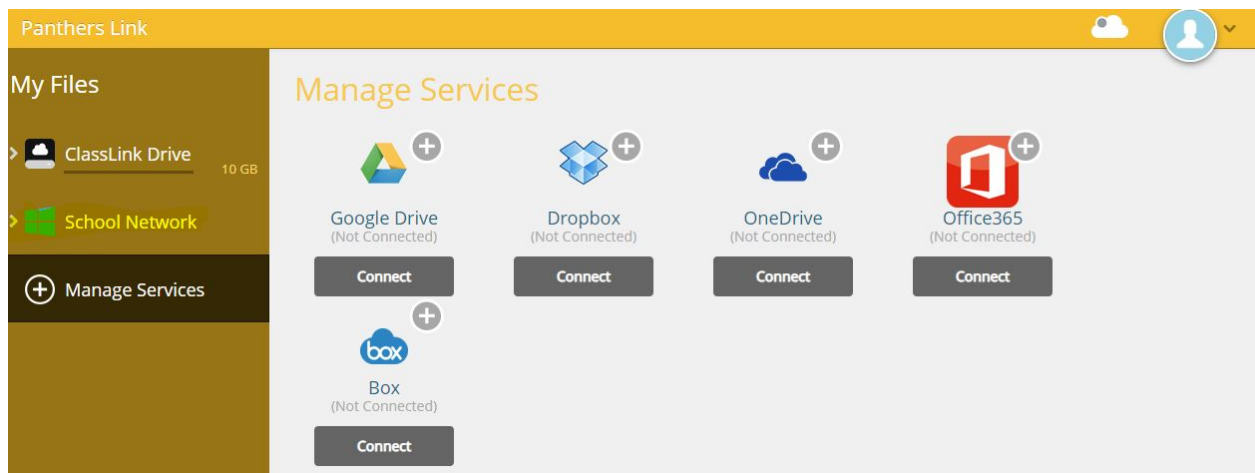 Panthers Link
My Files
ClassLink Drive
10 GB
School Network
Manage Services
Manage Services
Google Drive
(Not Connected)
Connect
Dropbox
(Not Connected)
Connect
OneDrive
(Not Connected)
Connect
Office365
(Not Connected)
Connect
box
Box
(Not Connected)
Connect